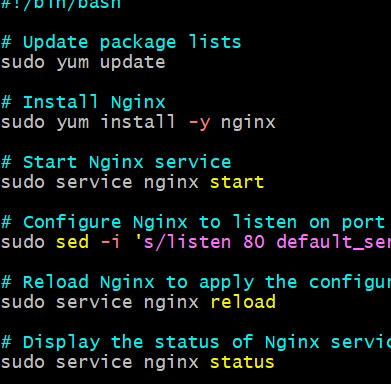 #!/bin/bash
# Update package lists
sudo yum update
# Install Nginx
sudo yum install -y nginx
# Start Nginx service
sudo service nginx start
# Configure Nginx to listen on port
sudo sed -i 's/listen 80 default_ser
# Reload Nginx to apply the configur
sudo service nginx reload
# Display the status of Nginx servic
sudo service nginx status